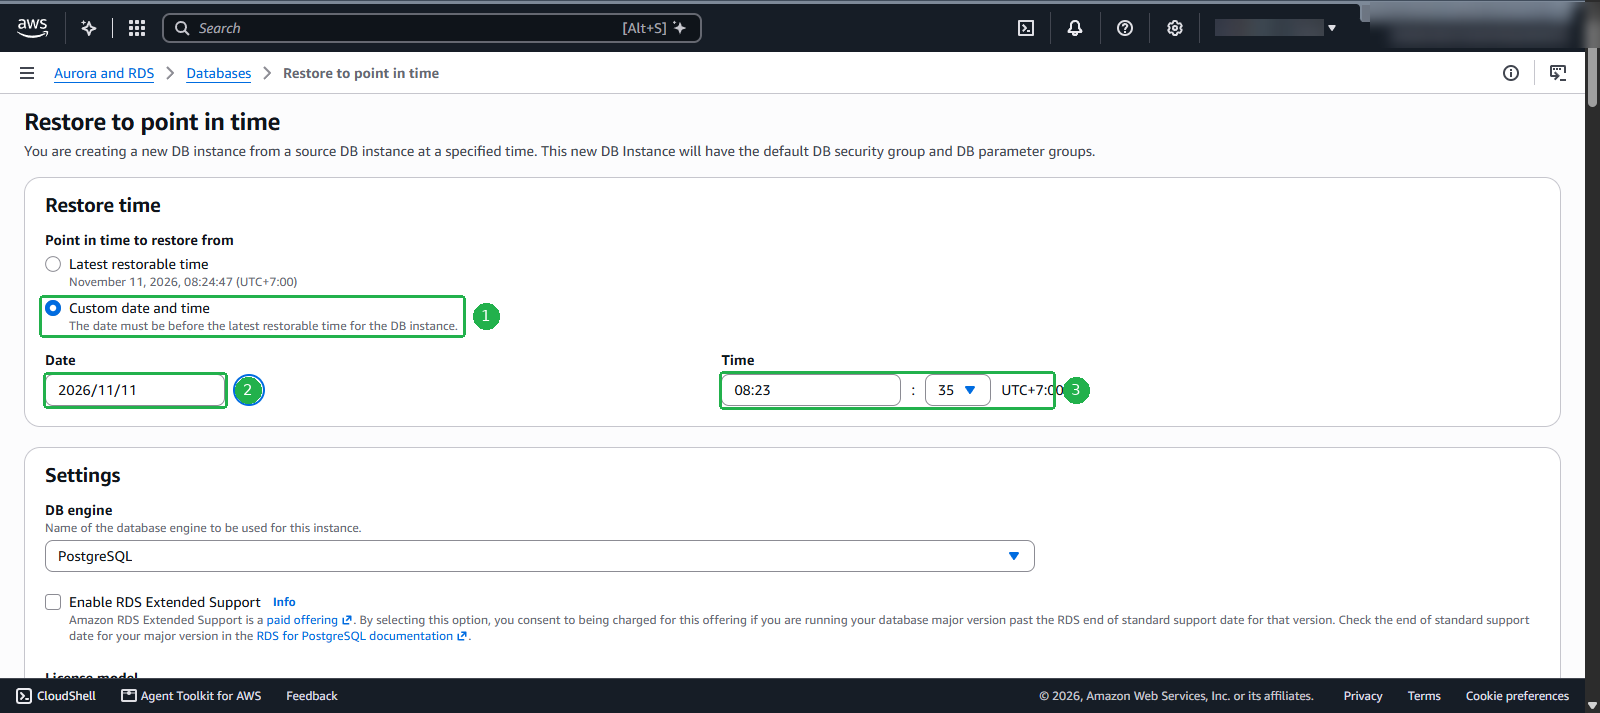 aws
Search [Alt+S]
Aurora and RDS > Databases > Restore to point in time
Restore to point in time
You are creating a new DB instance from a source DB instance at a specified time. This new DB Instance will have the default DB security group and DB parameter groups.
Restore time
Point in time to restore from
Latest restorable time
November 11, 2026, 08:24:47 (UTC+7:00)
Custom date and time
The date must be before the latest restorable time for the DB instance.
1
Date
Time
2026/11/11
2
08:23 : 35 UTC+7:00
3
Settings
DB engine
Name of the database engine to be used for this instance.
PostgreSQL
Enable RDS Extended Support Info
Amazon RDS Extended Support is a paid offering. By selecting this option, you consent to being charged for this offering if you are running your database major version past the RDS end of standard support date for that version. Check the end of standard support
date for your major version in the RDS for PostgreSQL documentation.
License model
CloudShell Agent Toolkit for AWS Feedback
© 2026, Amazon Web Services, Inc. or its affiliates. Privacy Terms Cookie preferences